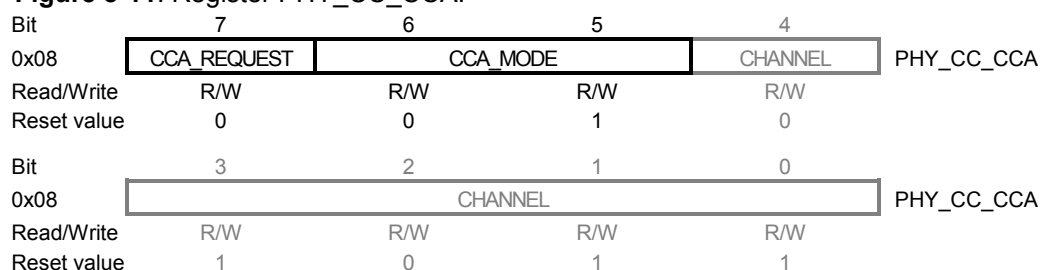 Figure 8-11. Register PHY_CC_CCA.
Bit 7 6 5 4
0x08 CCA_REQUEST CCA_MODE CHANNEL PHY_CC_CCA
Read/Write R/W R/W R/W R/W
Reset value 0 0 1 0
Bit 3 2 1 0
0x08 CHANNEL PHY_CC_CCA
Read/Write R/W R/W R/W R/W
Reset value 1 0 1 1